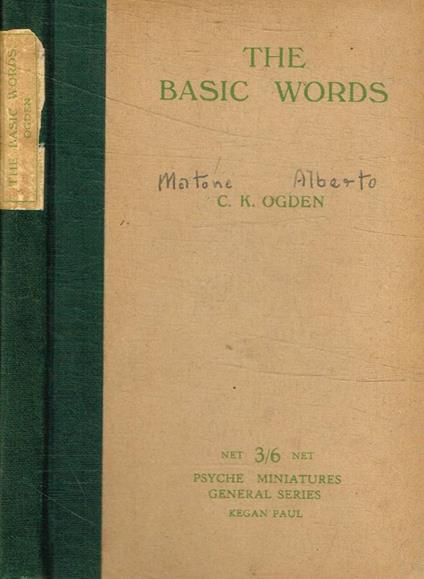 THE BASIC WORDS
OGDEN
THE
BASIC WORDS
Mortone Alberto
C. K. OGDEN
NET 3/6 NET
PSYCHE MINIATURES
GENERAL SERIES
KEGAN PAUL